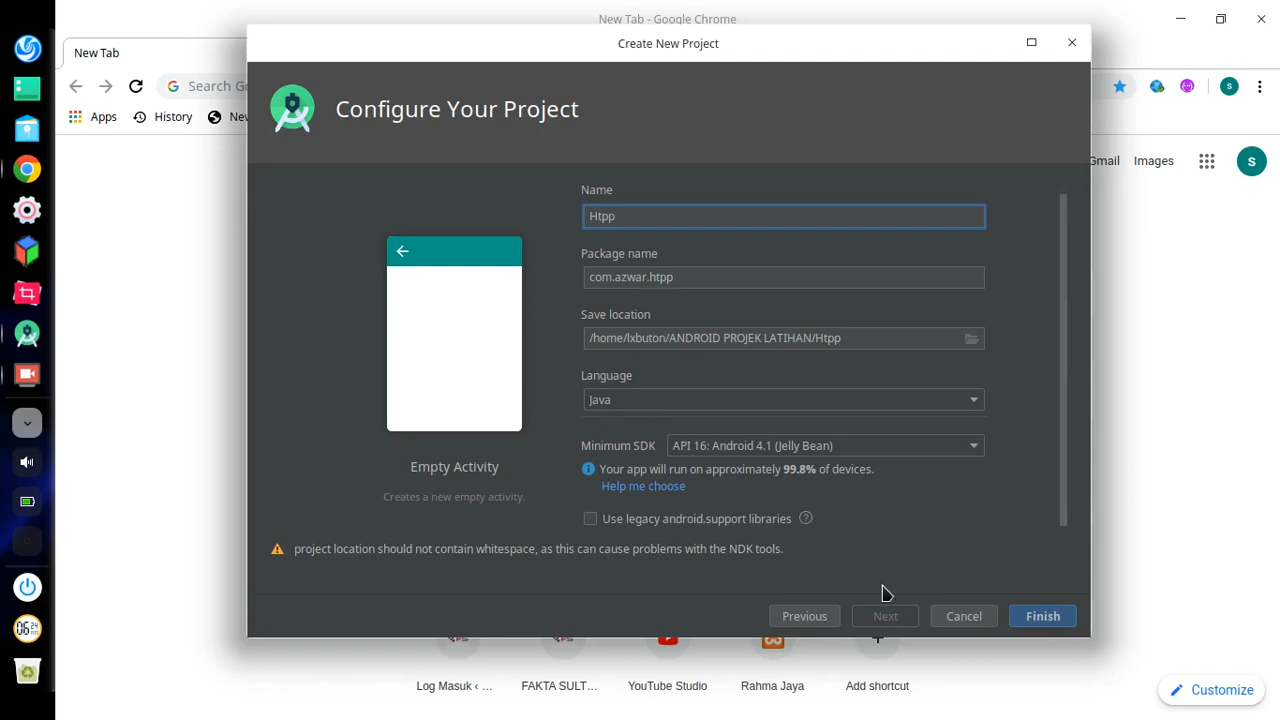 New Tab - Google Chrome
New Tab
Create New Project
Search Go
Apps
History
New
Configure Your Project
Gmail
Images
S
S
Name
Htpp
Package name
com.azwar.htpp
Save location
/home/lxbuton/ANDROID PROJEK LATIHAN/Htpp
Language
Java
Minimum SDK
API 16: Android 4.1 (Jelly Bean)
Your app will run on approximately 99.8% of devices.
Help me choose
Use legacy android.support libraries
Empty Activity
Creates a new empty activity.
project location should not contain whitespace, as this can cause problems with the NDK tools.
Previous
Next
Cancel
Finish
Log Masuk ‹ ...
FAKTA SULT...
YouTube Studio
Rahma Jaya
Add shortcut
Customize